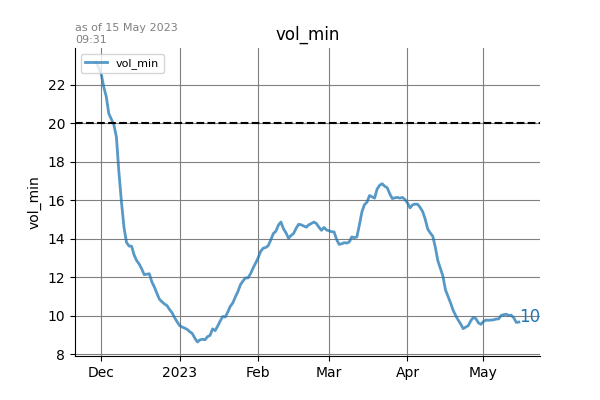 as of 15 May 2023
09:31
vol_min
vol_min
22
20
18
16
14
12
10
8
vol_min
10
Dec
2023
Feb
Mar
Apr
May